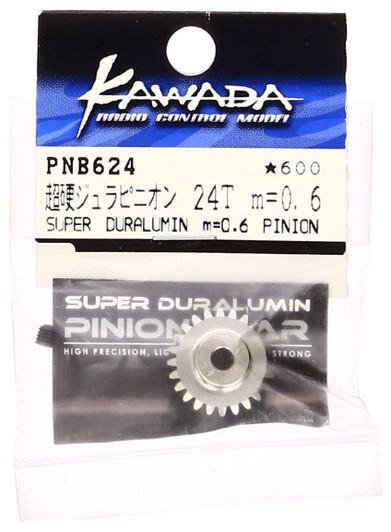 KAWADA
RADIO CONTROL MODEL
PNB624 ★600
超硬ジュラピニオン 24T m=0.6
SUPER DURALUMIN m=0.6 PINION
SUPER DURALUMIN
PINION AR
HIGH PRECISION, STRONG